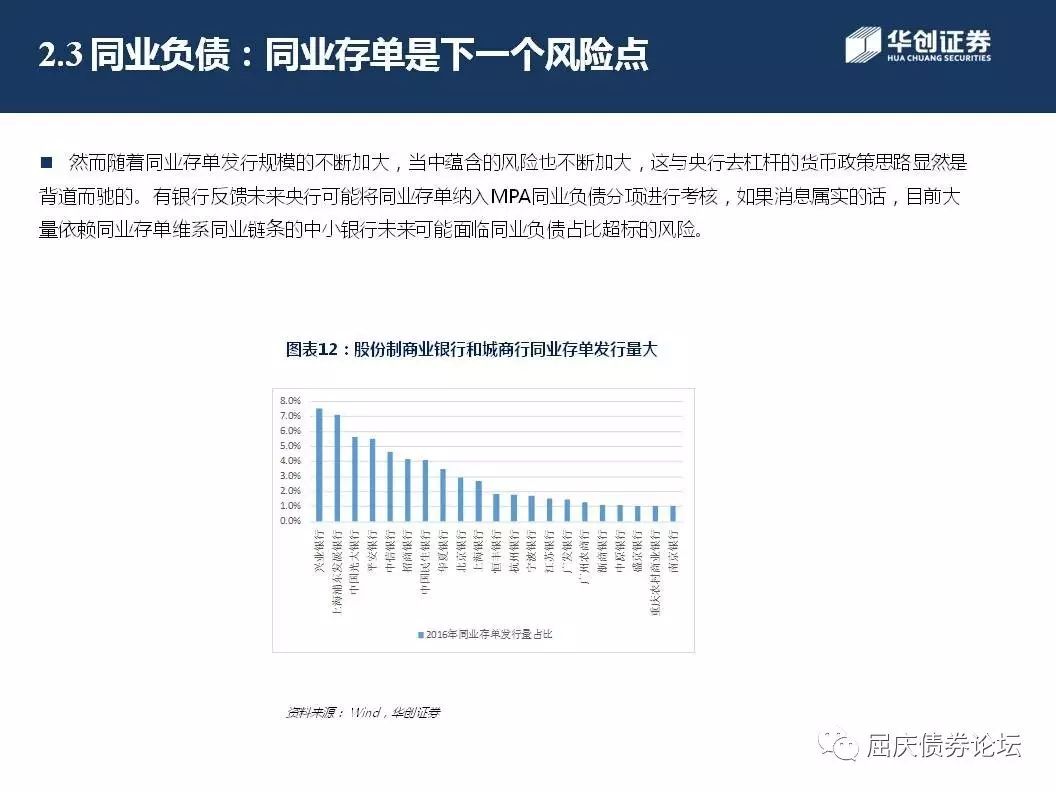 2.3 同业负债：同业存单是下一个风险点
华创证券
HUA CHUANG SECURITIES
■ 然而随着同业存单发行规模的不断加大，当中蕴含的风险也不断加大，这与央行去杠杆的货币政策思路显然是
背道而驰的。有银行反馈未来央行可能将同业存单纳入MPA同业负债分项进行考核，如果消息属实的话，目前大
量依赖同业存单维系同业链条的中小银行未来可能面临同业负债占比超标的风险。
图表12：股份制商业银行和城商行同业存单发行量大
8.0%
7.0%
6.0%
5.0%
4.0%
3.0%
2.0%
1.0%
0.0%
兴业银行
上海浦东发展银行
中国光大银行
平安银行
中信银行
招商银行
中国民生银行
华夏银行
北京银行
上海银行
恒丰银行
杭州银行
宁波银行
江苏银行
广发银行
广州农商行
浙商银行
中原银行
盛京银行
重庆农村商业银行
南京银行
2016年同业存单发行量占比
资料来源：Wind，华创证券
屈庆债券论坛